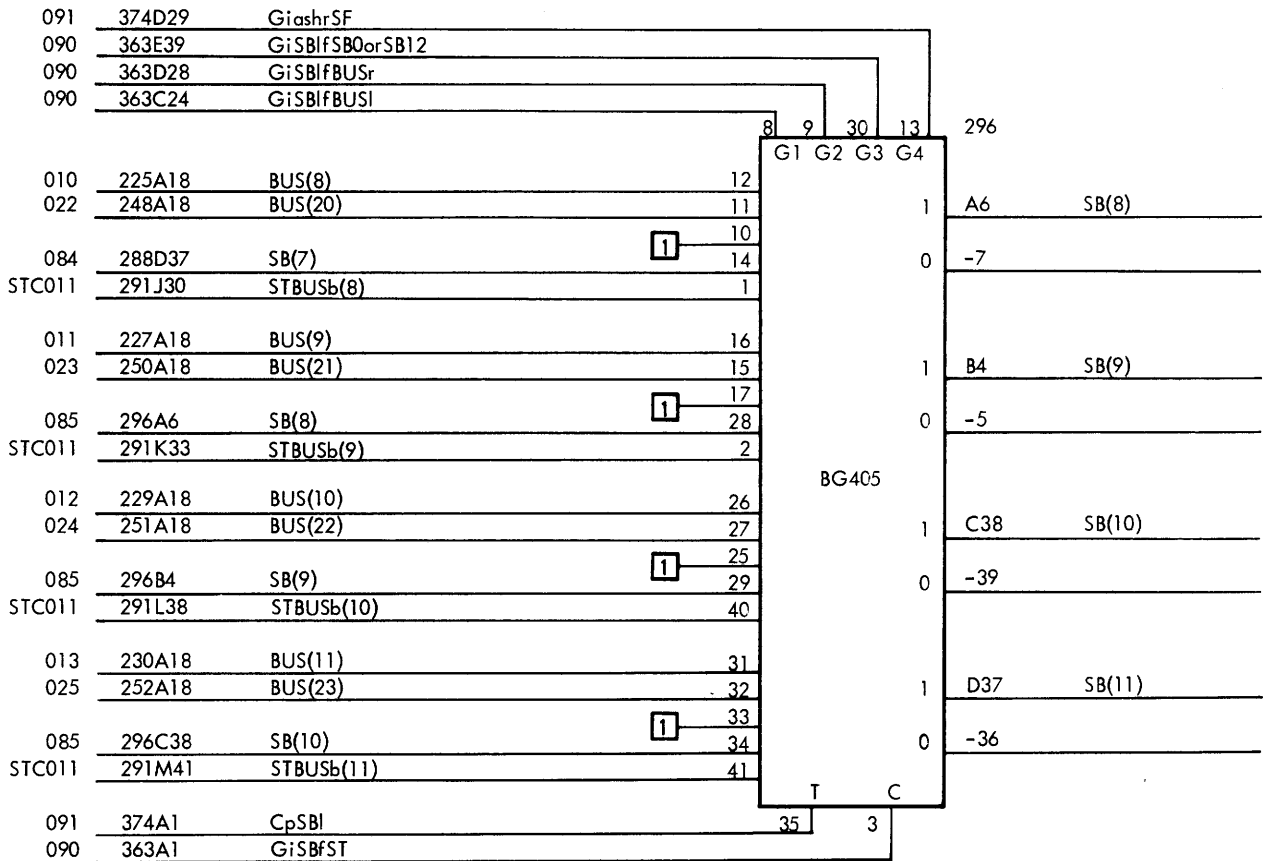 091 374D29 GiashrSF
090 363E39 GiSBlfSB0orSB12
090 363D28 GiSBlfBUSr
090 363C24 GiSBlfBUSl
8 9 30 13 296
G1 G2 G3 G4
010 225A18 BUS(8) 12
022 248A18 BUS(20) 11 1 A6 SB(8)
1 10
084 288D37 SB(7) 14 0 -7
STC011 291J30 STBUSb(8) 1
011 227A18 BUS(9) 16
023 250A18 BUS(21) 15 1 B4 SB(9)
1 17
085 296A6 SB(8) 28 0 -5
STC011 291K33 STBUSb(9) 2
BG405
012 229A18 BUS(10) 26
024 251A18 BUS(22) 27 1 C38 SB(10)
1 25
085 296B4 SB(9) 29 0 -39
STC011 291L38 STBUSb(10) 40
013 230A18 BUS(11) 31
025 252A18 BUS(23) 32 1 D37 SB(11)
1 33
085 296C38 SB(10) 34 0 -36
STC011 291M41 STBUSb(11) 41
T C
091 374A1 CpSBl 35 3
090 363A1 GiSBfST